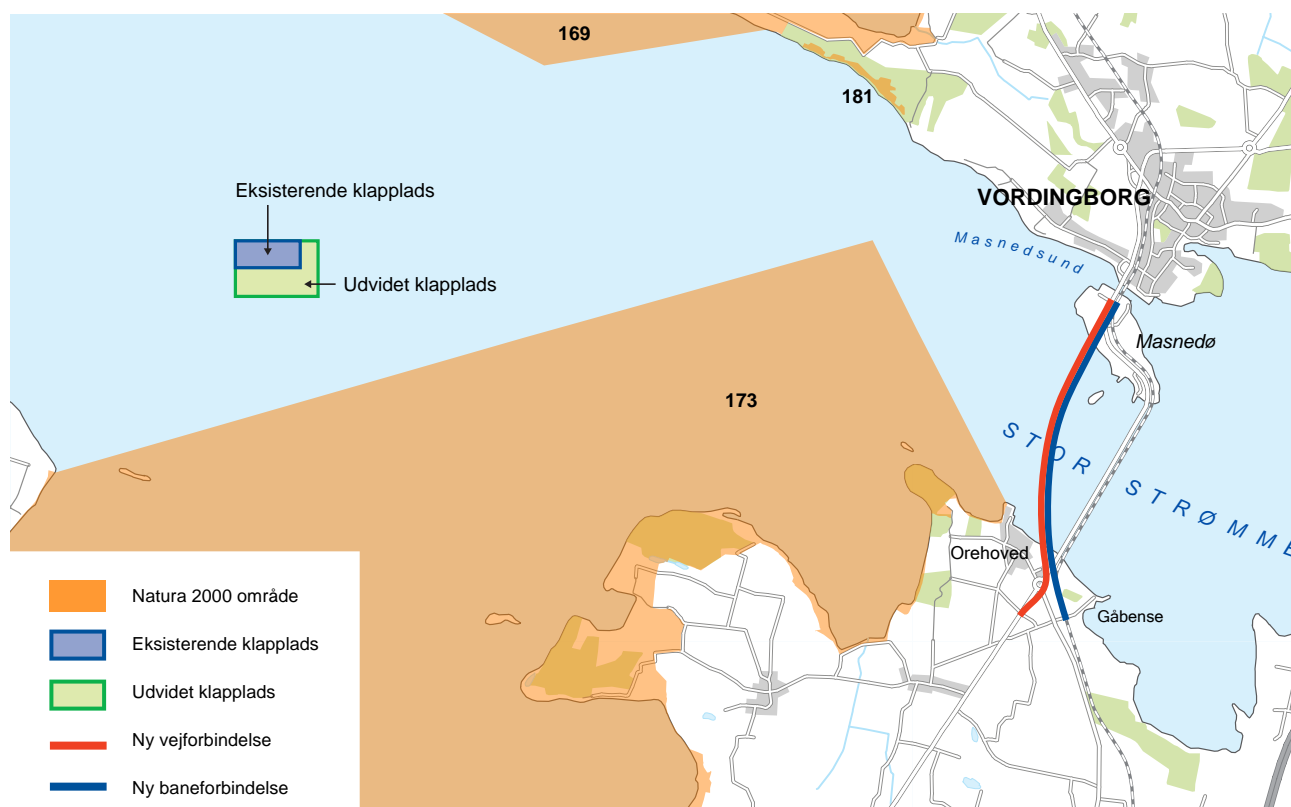 169
181
Eksisterende klapplads
VORDINGBORG
Masnedsund
Udvidet klapplads
Masnedø
173
STOR STRØMME
Orehoved
Gåbense
Natura 2000 område
Eksisterende klapplads
Udvidet klapplads
Ny vejforbindelse
Ny baneforbindelse